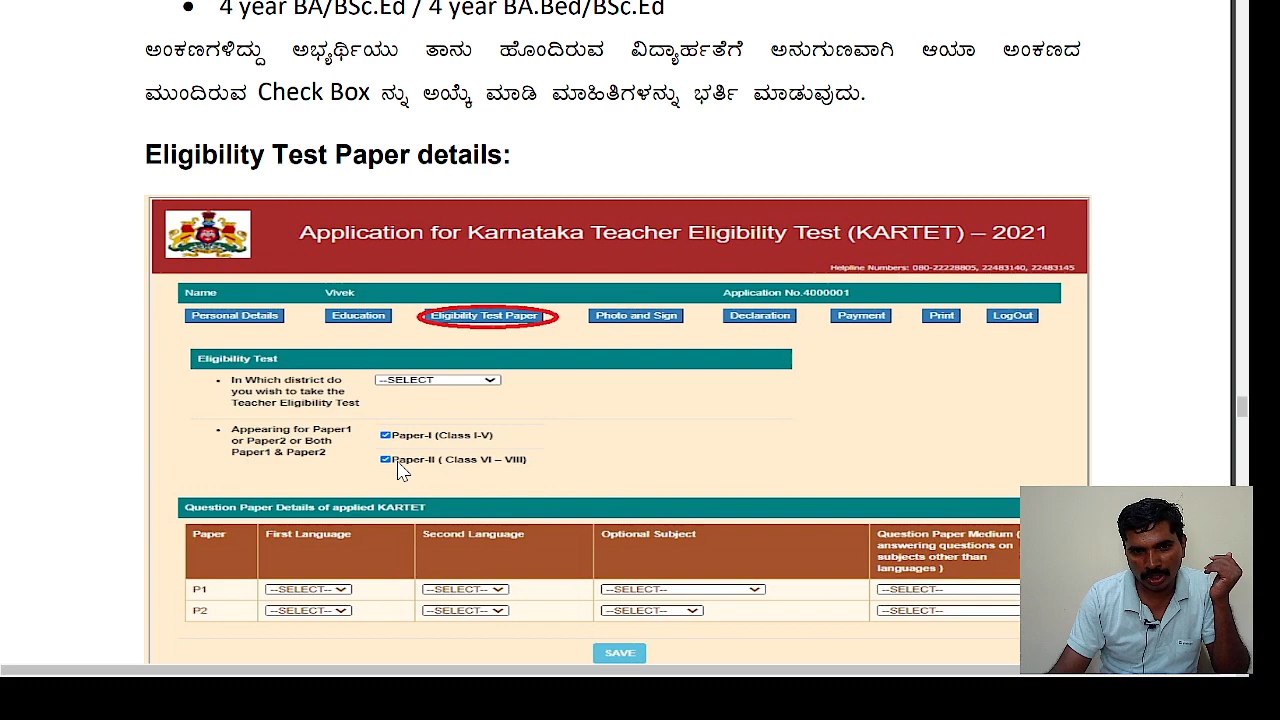 • 4 year BA/BSc.Ed / 4 year BA.Bed/BSc.Ed
ಅಂಕಣಗಳಿದ್ದು ಅಭ್ಯರ್ಥಿಯು ತಾನು ಹೊಂದಿರುವ ವಿದ್ಯಾರ್ಹತೆಗೆ ಅನುಗುಣವಾಗಿ ಆಯಾ ಅಂಕಣದ
ಮುಂದಿರುವ Check Box ನ್ನು ಆಯ್ಕೆ ಮಾಡಿ ಮಾಹಿತಿಗಳನ್ನು ಭರ್ತಿ ಮಾಡುವುದು.
Eligibility Test Paper details:
Application for Karnataka Teacher Eligibility Test (KARTET) – 2021
Helpline Numbers: 080-22228805, 22483140, 22483145
Name Vivek Application No.4000001
Personal Details Education Eligibility Test Paper Photo and Sign Declaration Payment Print LogOut
Eligibility Test
• In Which district do --SELECT
you wish to take the
Teacher Eligibility Test
• Appearing for Paper1 Paper-I (Class I-V)
or Paper2 or Both
Paper1 & Paper2 Paper-II ( Class VI – VIII)
Question Paper Details of applied KARTET
Paper First Language Second Language Optional Subject Question Paper Medium (
answering questions on
subjects other than
languages )
P1 --SELECT-- --SELECT-- --SELECT-- --SELECT--
P2 --SELECT-- --SELECT-- --SELECT-- --SELECT--
SAVE